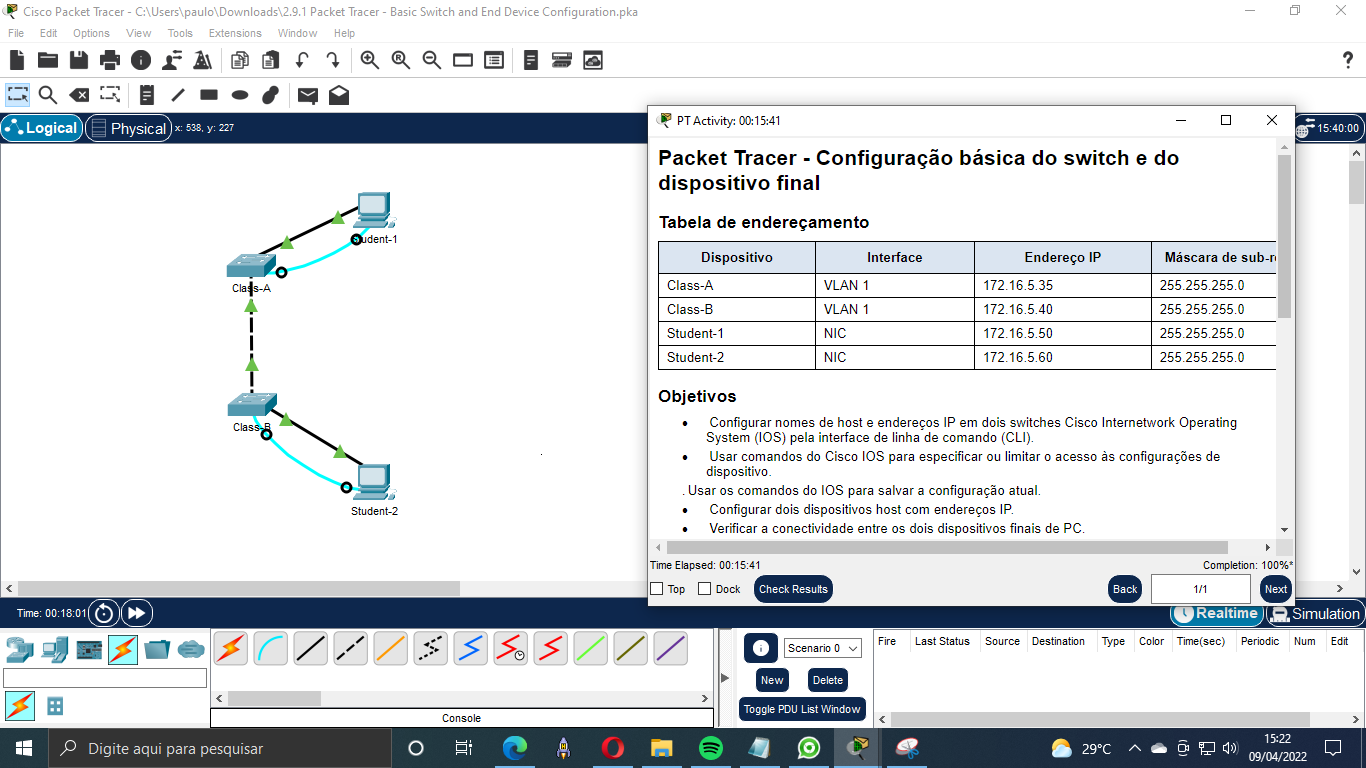 Cisco Packet Tracer - C:\Users\paulo\Downloads\2.9.1 Packet Tracer - Basic Switch and End Device Configuration.pka
File Edit Options View Tools Extensions Window Help
Logical Physical x: 538, y: 227
15:40:00
Student-1
Class-A
Class-B
Student-2
PT Activity: 00:15:41
Packet Tracer - Configuração básica do switch e do
dispositivo final
Tabela de endereçamento
Dispositivo Interface Endereço IP Máscara de sub-re
Class-A VLAN 1 172.16.5.35 255.255.255.0
Class-B VLAN 1 172.16.5.40 255.255.255.0
Student-1 NIC 172.16.5.50 255.255.255.0
Student-2 NIC 172.16.5.60 255.255.255.0
Objetivos
• Configurar nomes de host e endereços IP em dois switches Cisco Internetwork Operating
System (IOS) pela interface de linha de comando (CLI).
• Usar comandos do Cisco IOS para especificar ou limitar o acesso às configurações de
dispositivo.
. Usar os comandos do IOS para salvar a configuração atual.
• Configurar dois dispositivos host com endereços IP.
• Verificar a conectividade entre os dois dispositivos finais de PC.
Time Elapsed: 00:15:41 Completion: 100%*
Top Dock Check Results Back 1/1 Next
Time: 00:18:01 Realtime Simulation
Scenario 0
New Delete
Toggle PDU List Window
Fire Last Status Source Destination Type Color Time(sec) Periodic Num Edit
Console
Digite aqui para pesquisar
29°C
15:22
09/04/2022